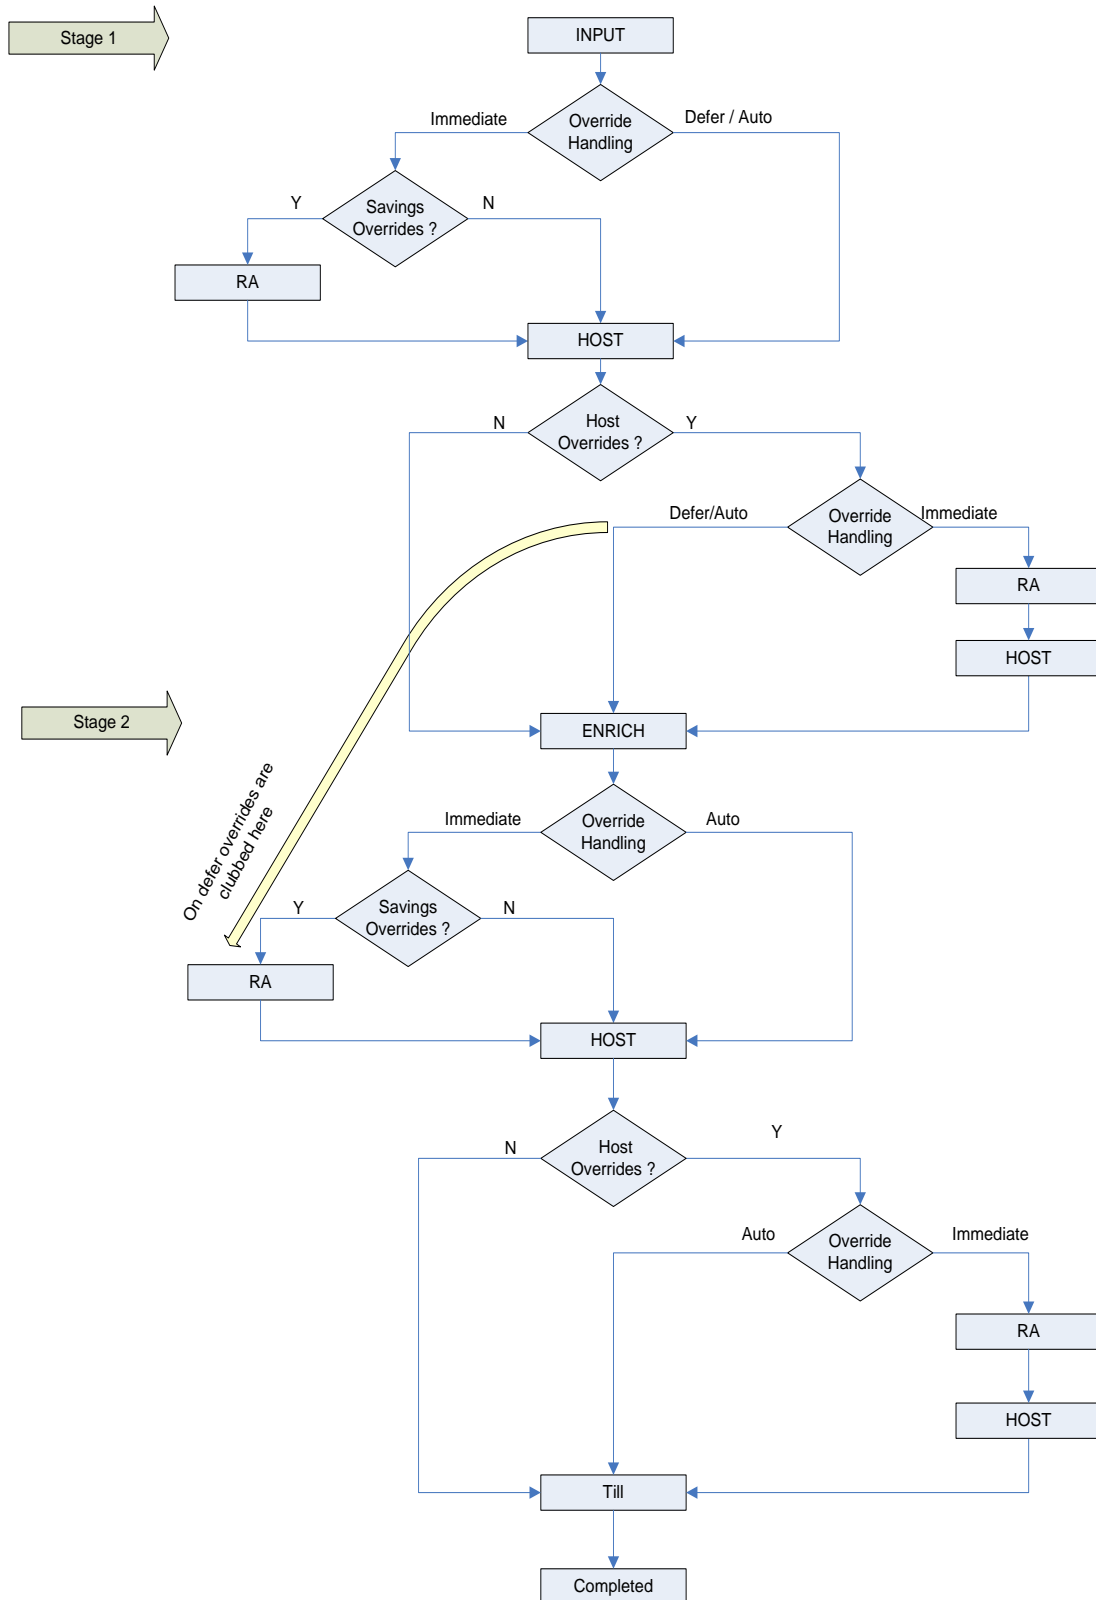 Stage 1
INPUT
Immediate
Override
Handling
Defer / Auto
Y
Savings
Overrides ?
N
RA
HOST
N
Host
Overrides ?
Y
Defer/Auto
Override
Handling
Immediate
RA
HOST
Stage 2
ENRICH
On defer overrides are
clubbed here
Immediate
Override
Handling
Auto
Y
Savings
Overrides ?
N
RA
HOST
N
Host
Overrides ?
Y
Auto
Override
Handling
Immediate
RA
HOST
Till
Completed